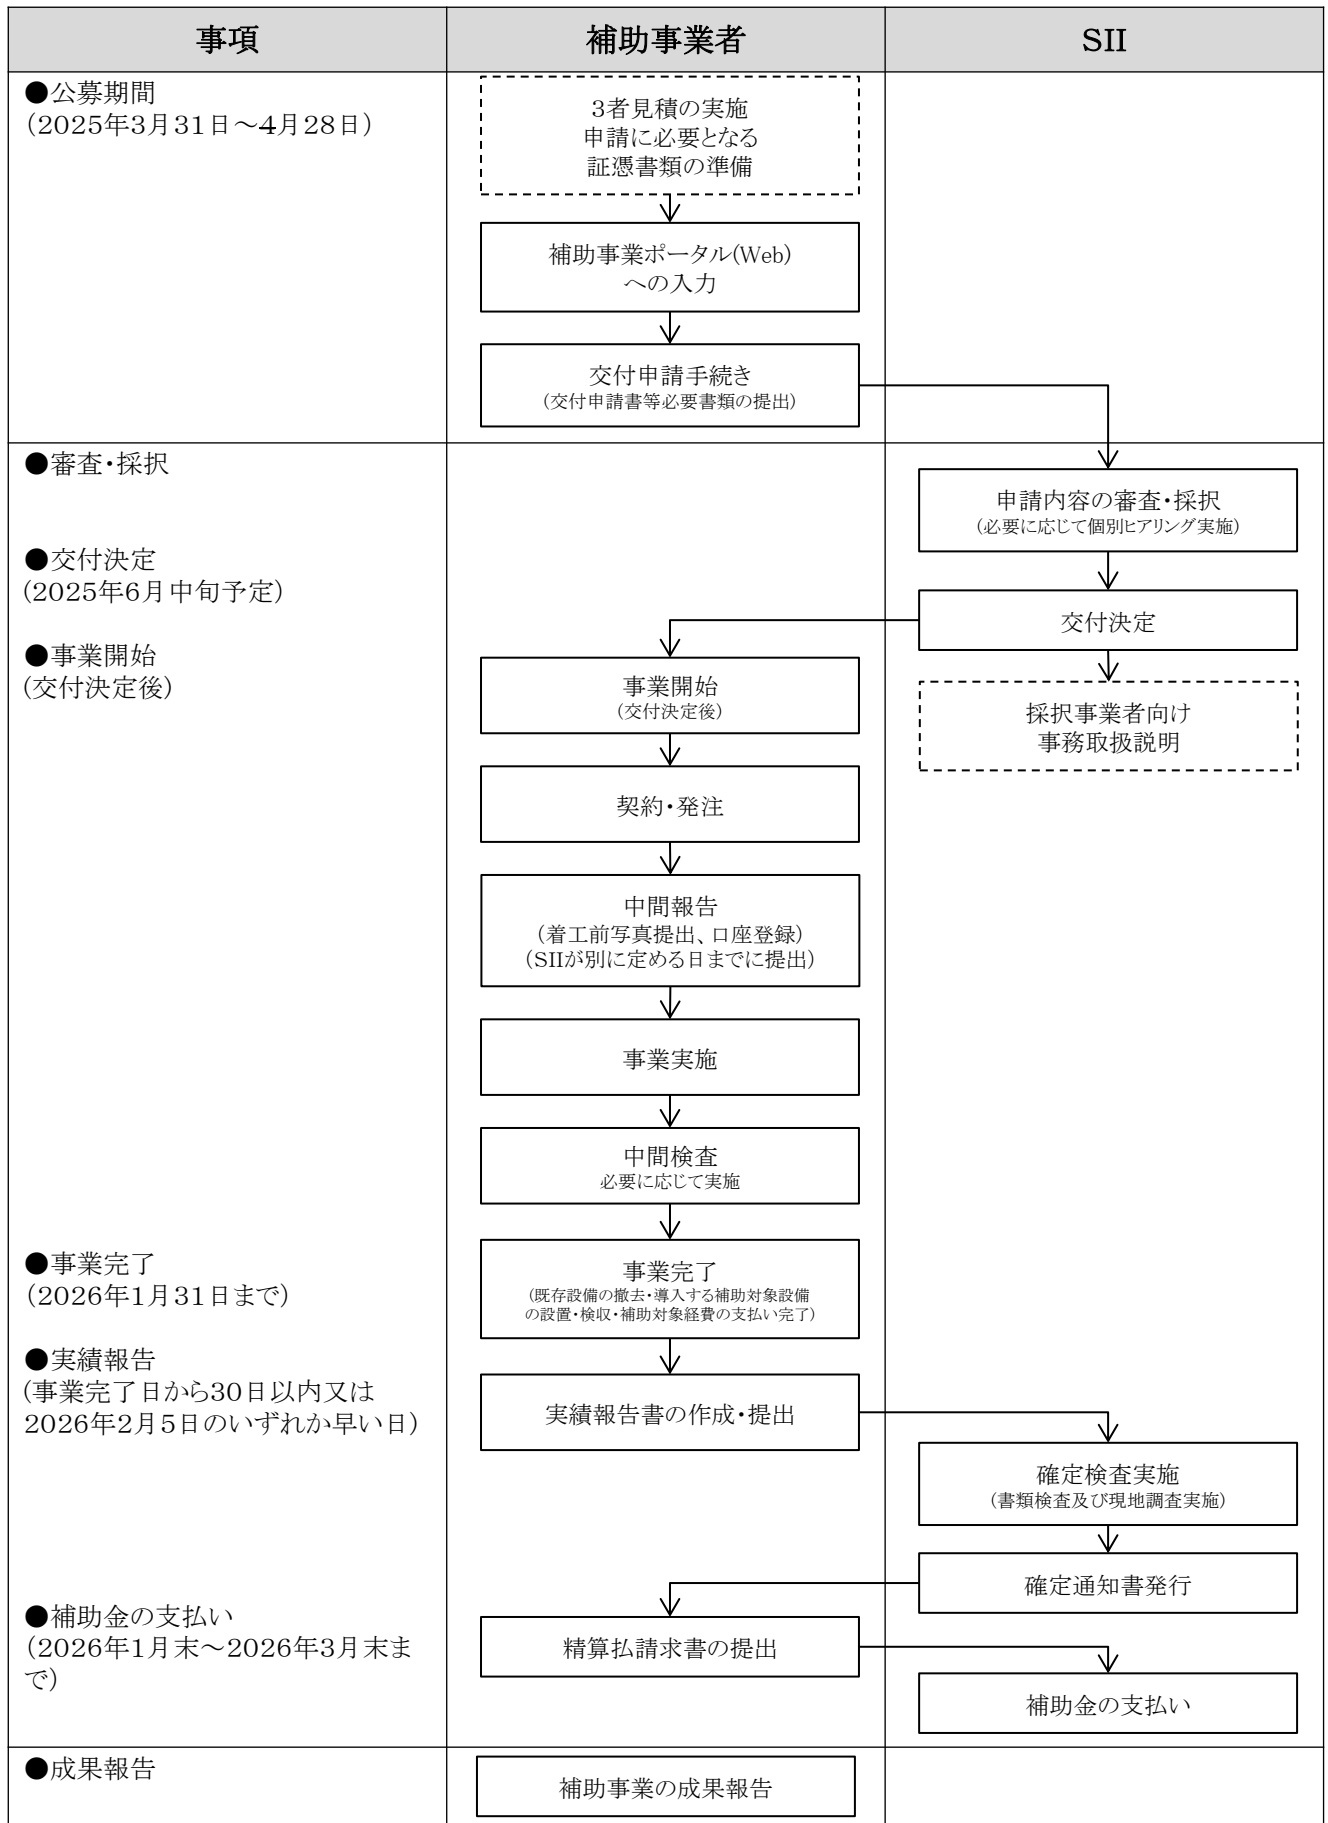 事項
補助事業者
SII
●公募期間
（2025年3月31日～4月28日）
3者見積の実施
申請に必要となる
証憑書類の準備
補助事業ポータル(Web)
への入力
交付申請手続き
（交付申請書等必要書類の提出）
●審査・採択
申請内容の審査・採択
（必要に応じて個別ヒアリング実施）
●交付決定
（2025年6月中旬予定）
交付決定
●事業開始
（交付決定後）
事業開始
（交付決定後）
採択事業者向け
事務取扱説明
契約・発注
中間報告
（着工前写真提出、口座登録）
（SIIが別に定める日までに提出）
事業実施
中間検査
必要に応じて実施
●事業完了
（2026年1月31日まで）
事業完了
（既存設備の撤去・導入する補助対象設備
の設置・検収・補助対象経費の支払い完了）
●実績報告
（事業完了日から30日以内又は
2026年2月5日のいずれか早い日）
実績報告書の作成・提出
確定検査実施
（書類検査及び現地調査実施）
確定通知書発行
●補助金の支払い
（2026年1月末～2026年3月末ま
で）
精算払請求書の提出
補助金の支払い
●成果報告
補助事業の成果報告